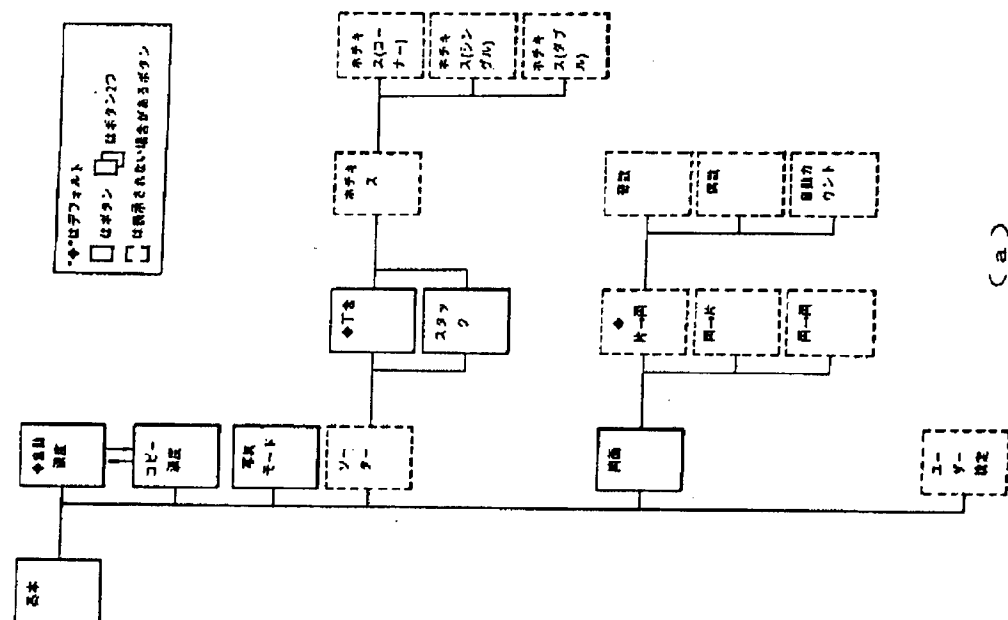 "◆"はデフォルト
はボタン はボタン2つ
は表示されない場合があるボタン
基本
◆自動
濃度
コピー
濃度
写真
モード
ソー
ター
◆丁合
スタッ
ク
ホチキ
ス
ホチキ
ス(コー
ナー)
ホチキ
ス(シン
グル)
ホチキ
ス(ダブ
ル)
両面
◆
片→両
両→片
両→両
奇数
偶数
自動カ
ウント
ユー
ザー
設定
(a)